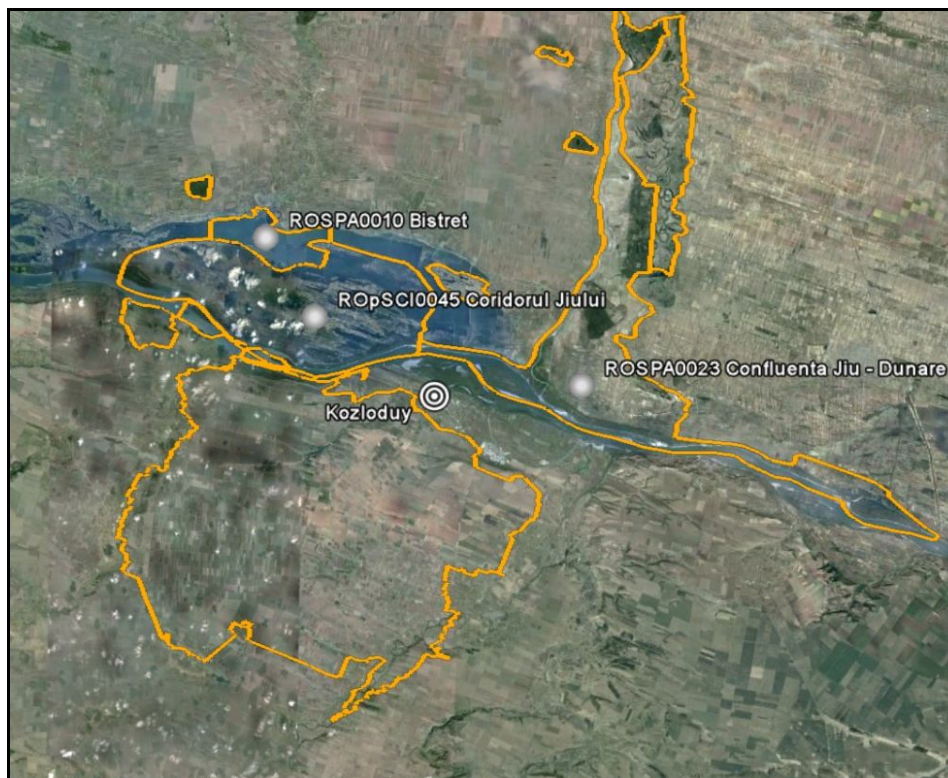 ROSPA0010 Bistret
ROpSCI0045 Coridorul Jiului
ROSPA0023 Confluenta Jiu - Dunare
Kozloduy